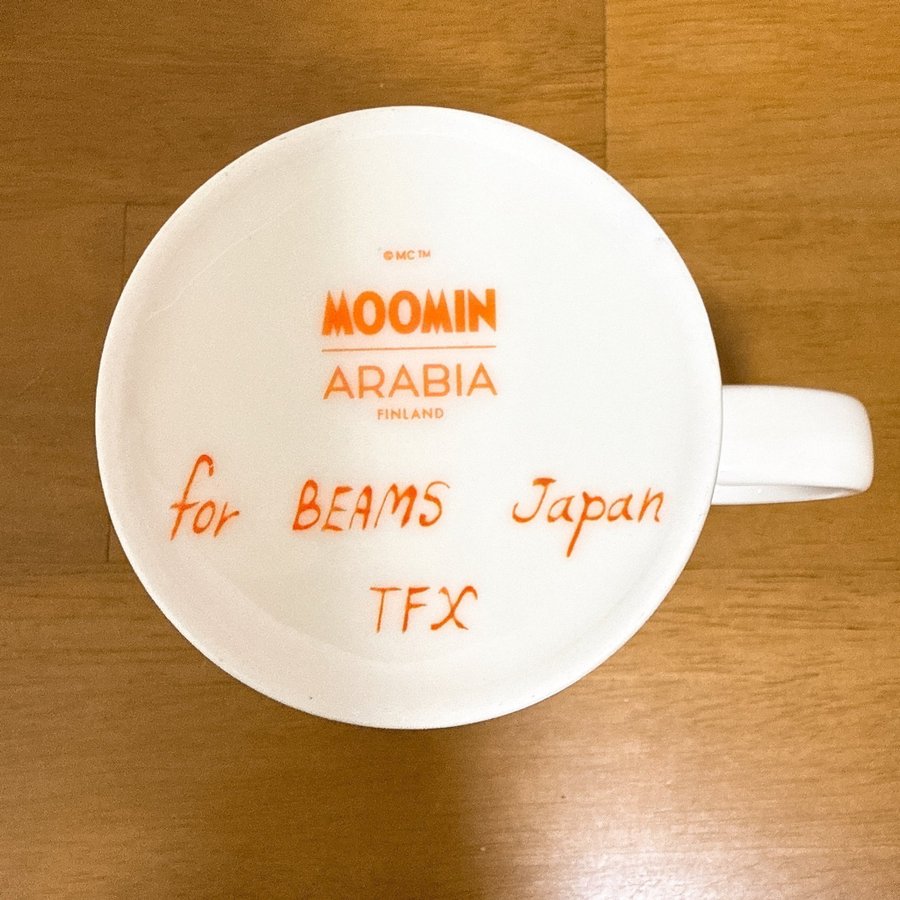 © MC™
MOOMIN
ARABIA
FINLAND
for BEAMS Japan
TFX